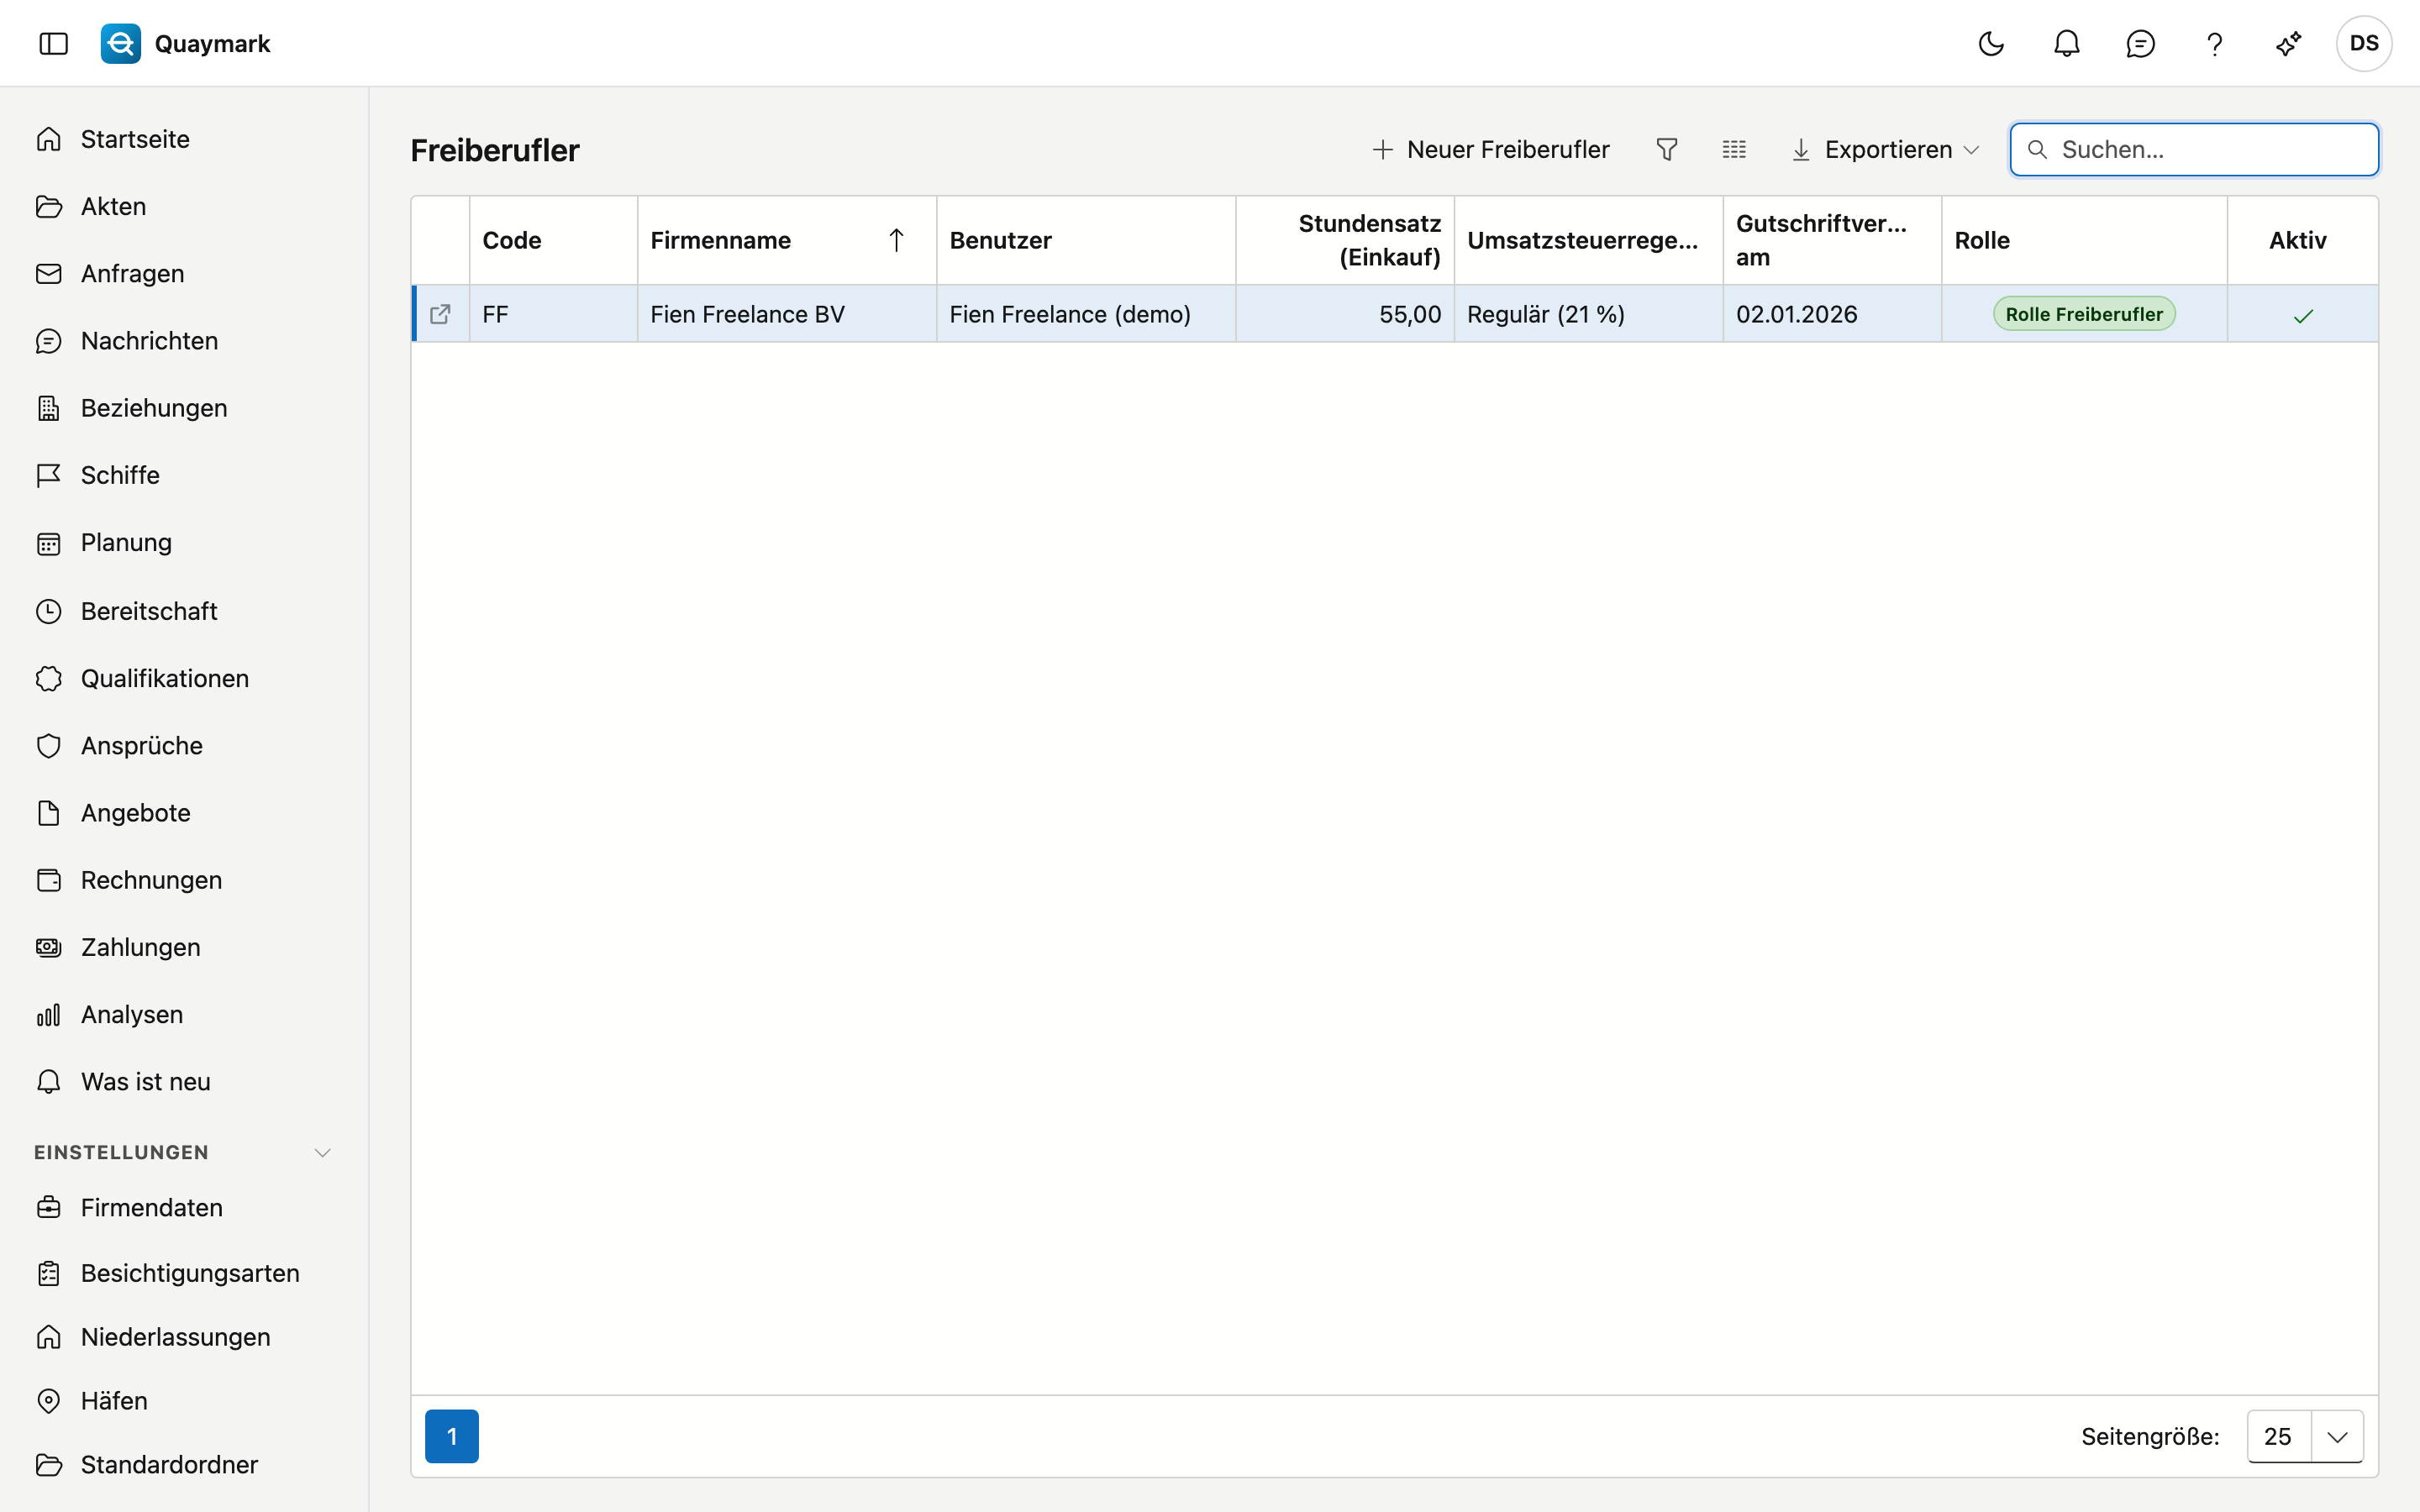 Quaymark
DS
Startseite
Akten
Anfragen
Nachrichten
Beziehungen
Schiffe
Planung
Bereitschaft
Qualifikationen
Ansprüche
Angebote
Rechnungen
Zahlungen
Analysen
Was ist neu
EINSTELLUNGEN
Firmendaten
Besichtigungsarten
Niederlassungen
Häfen
Standardordner
Freiberufler
Neuer Freiberufler
Exportieren
Suchen...
Code
Firmenname
Benutzer
Stundensatz
(Einkauf)
Umsatzsteuerrege...
Gutschriftver...
am
Rolle
Aktiv
FF
Fien Freelance BV
Fien Freelance (demo)
55,00
Regulär (21 %)
02.01.2026
Rolle Freiberufler
1
Seitengröße:
25